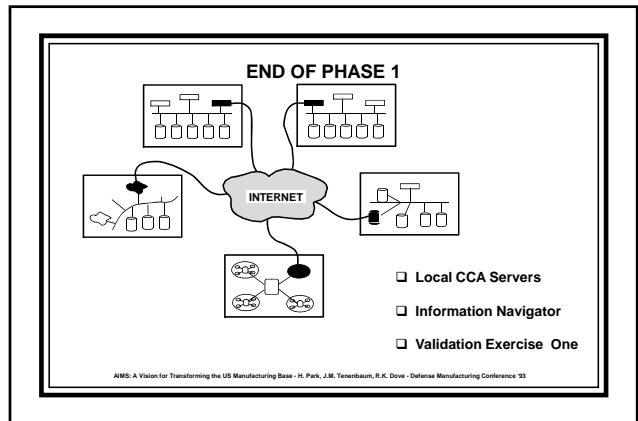 END OF PHASE 1
INTERNET
❑ Local CCA Servers
❑ Information Navigator
❑ Validation Exercise One
AIMS: A Vision for Transforming the US Manufacturing Base - H. Park, J.M. Tenenbaum, R.K. Dove - Defense Manufacturing Conference '93